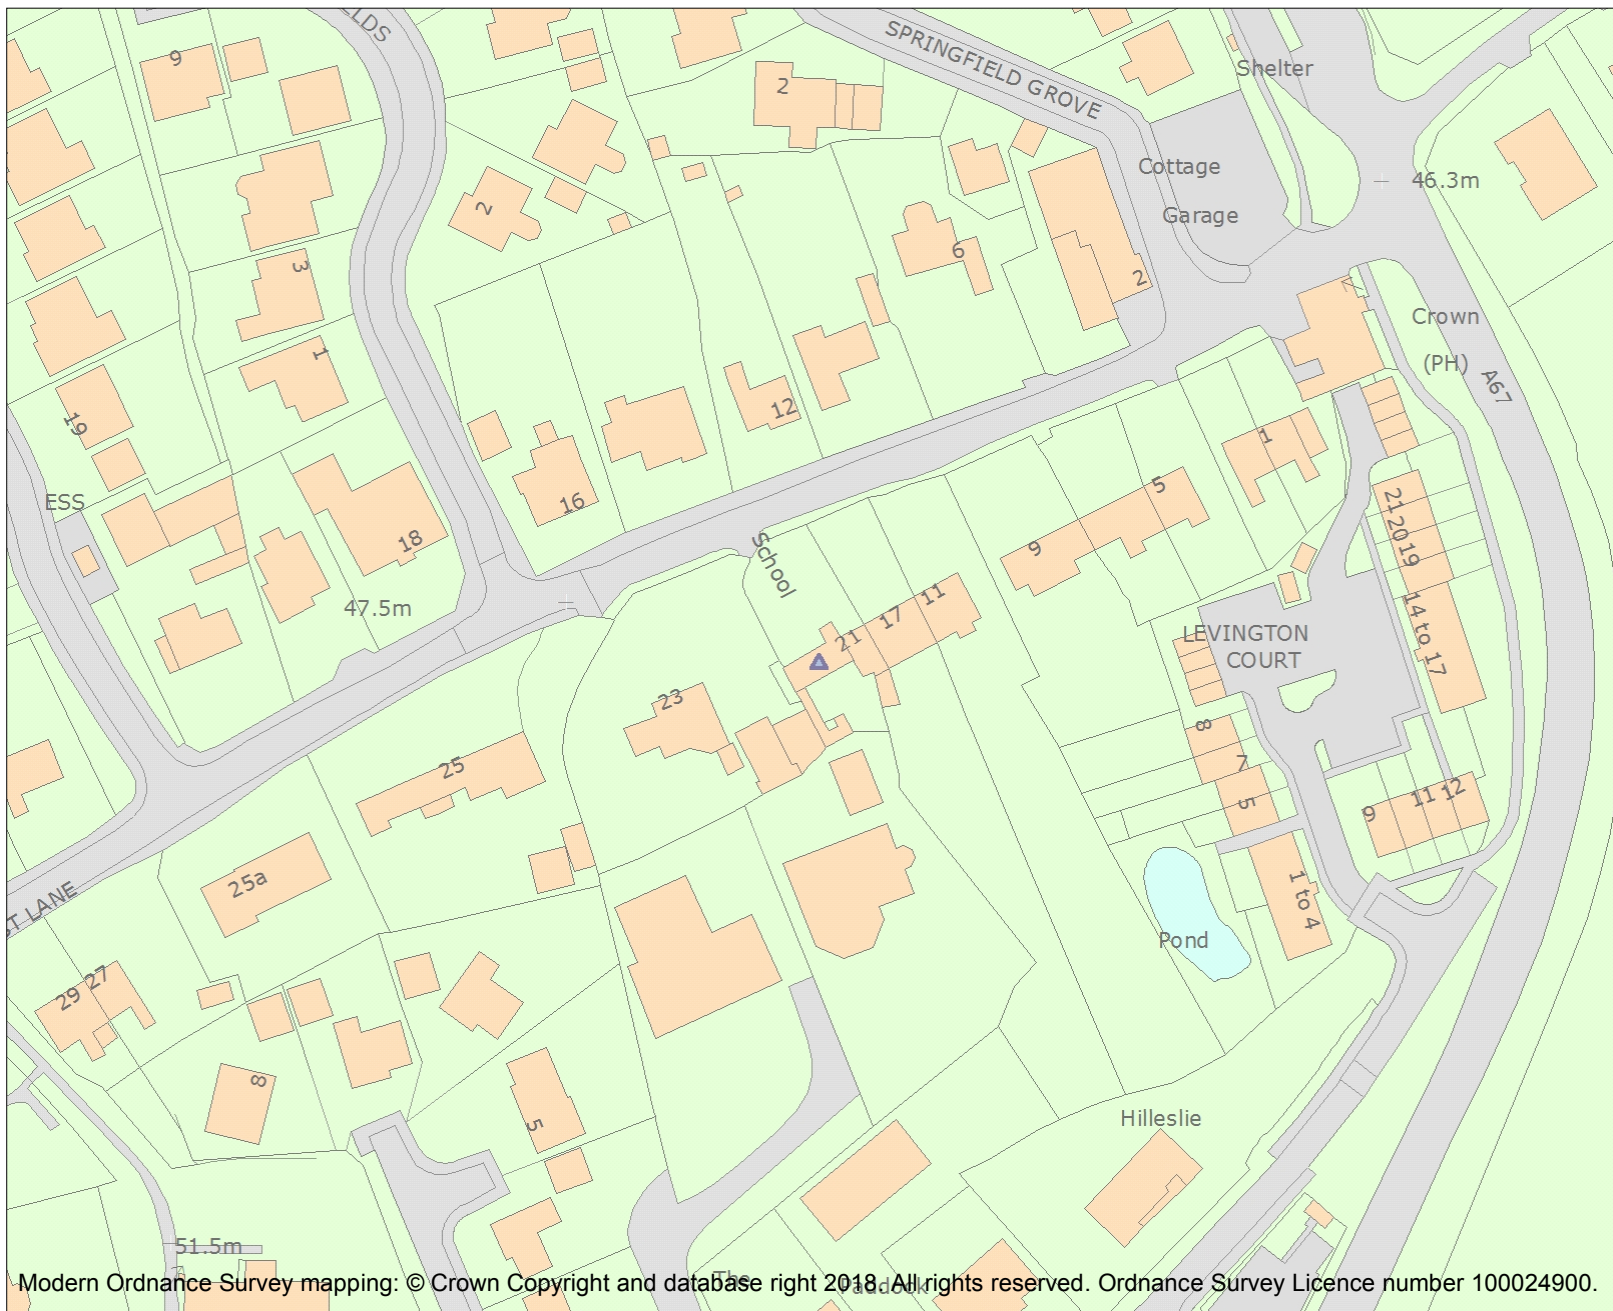 ELDS
9
SPRINGFIELD GROVE
Shelter
2
Cottage
Garage
46.3m
2
6
2
3
1
Crown
(PH)
A67
19
12
1
ESS
16
18
5
9
21
20
19
School
47.5m
11
17
21
14 to 17
LEVINGTON
COURT
23
8
7
5
25
9
11
12
25a
1 to 4
ST LANE
Pond
29
27
8
5
Hilleslie
51.5m
The
Paddock
Modern Ordnance Survey mapping: © Crown Copyright and database right 2018. All rights reserved. Ordnance Survey Licence number 100024900.